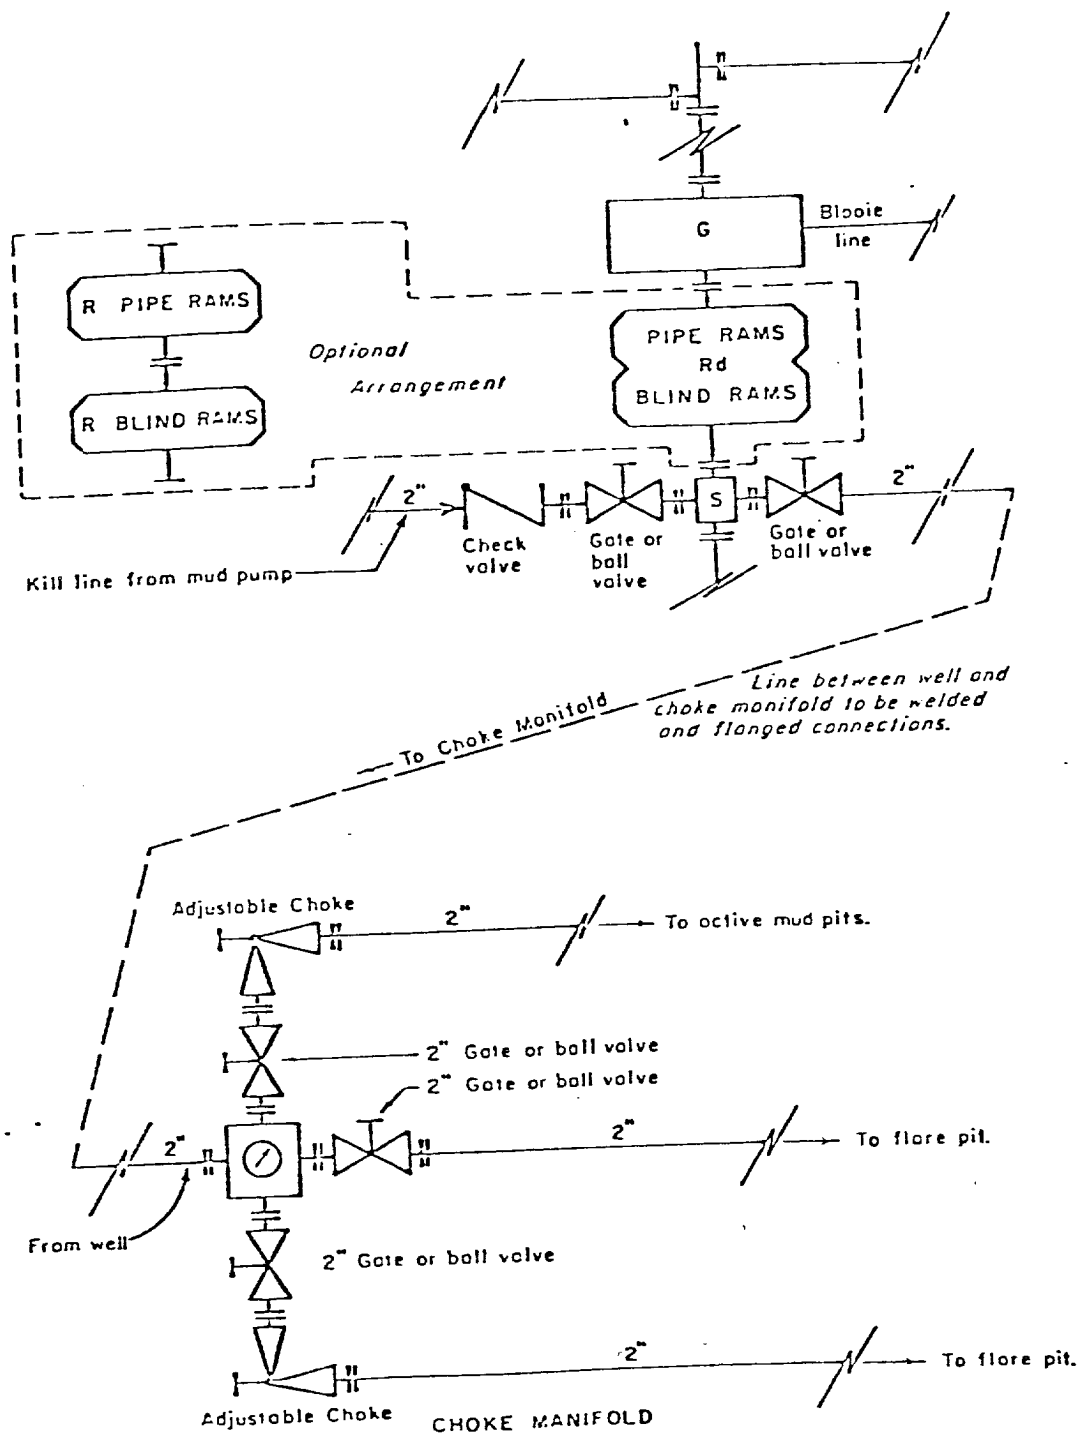 G
Blooie
line
R PIPE RAMS
R BLIND RAMS
Optional
Arrangement
PIPE RAMS
Rd
BLIND RAMS
2"
S
2"
Check
valve
Gate or
ball
valve
Gate or
ball valve
Kill line from mud pump
Line between well and
choke manifold to be welded
and flanged connections.
To Choke Manifold
Adjustable Choke
2"
To active mud pits.
2" Gate or ball valve
2" Gate or ball valve
2"
2"
To flare pit.
From well
2" Gate or ball valve
2"
To flare pit.
Adjustable Choke
CHOKE MANIFOLD